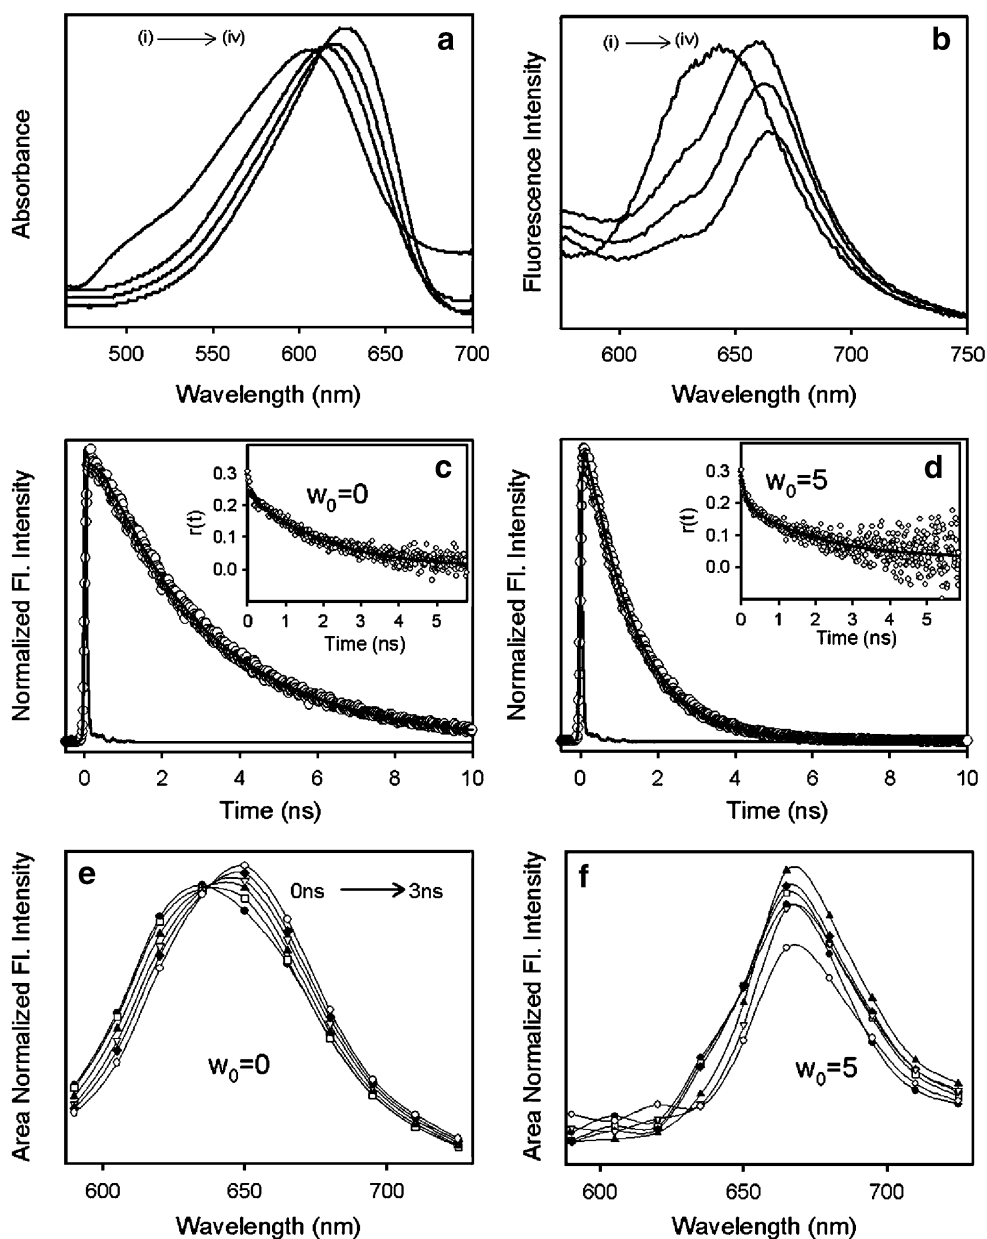 (i) → (iv)
a
Absorbance
500 550 600 650 700
Wavelength (nm)
(i) → (iv)
b
Fluorescence Intensity
600 650 700 750
Wavelength (nm)
c
Normalized Fl. Intensity
w0=0
r(t)
0.3
0.2
0.1
0.0
0 1 2 3 4 5
Time (ns)
0 2 4 6 8 10
Time (ns)
d
Normalized Fl. Intensity
w0=5
r(t)
0.3
0.2
0.1
0.0
0 1 2 3 4 5
Time (ns)
0 2 4 6 8 10
Time (ns)
e
Area Normalized Fl. Intensity
0ns → 3ns
w0=0
600 650 700
Wavelength (nm)
f
Area Normalized Fl. Intensity
w0=5
600 650 700
Wavelength (nm)